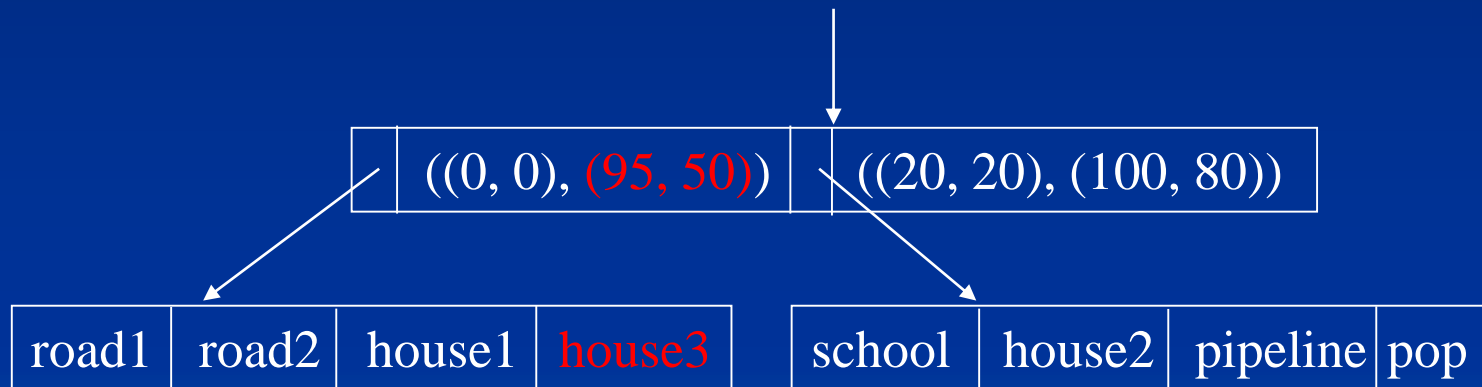 ((0, 0), (95, 50)) ((20, 20), (100, 80))
road1 road2 house1 house3 school house2 pipeline pop